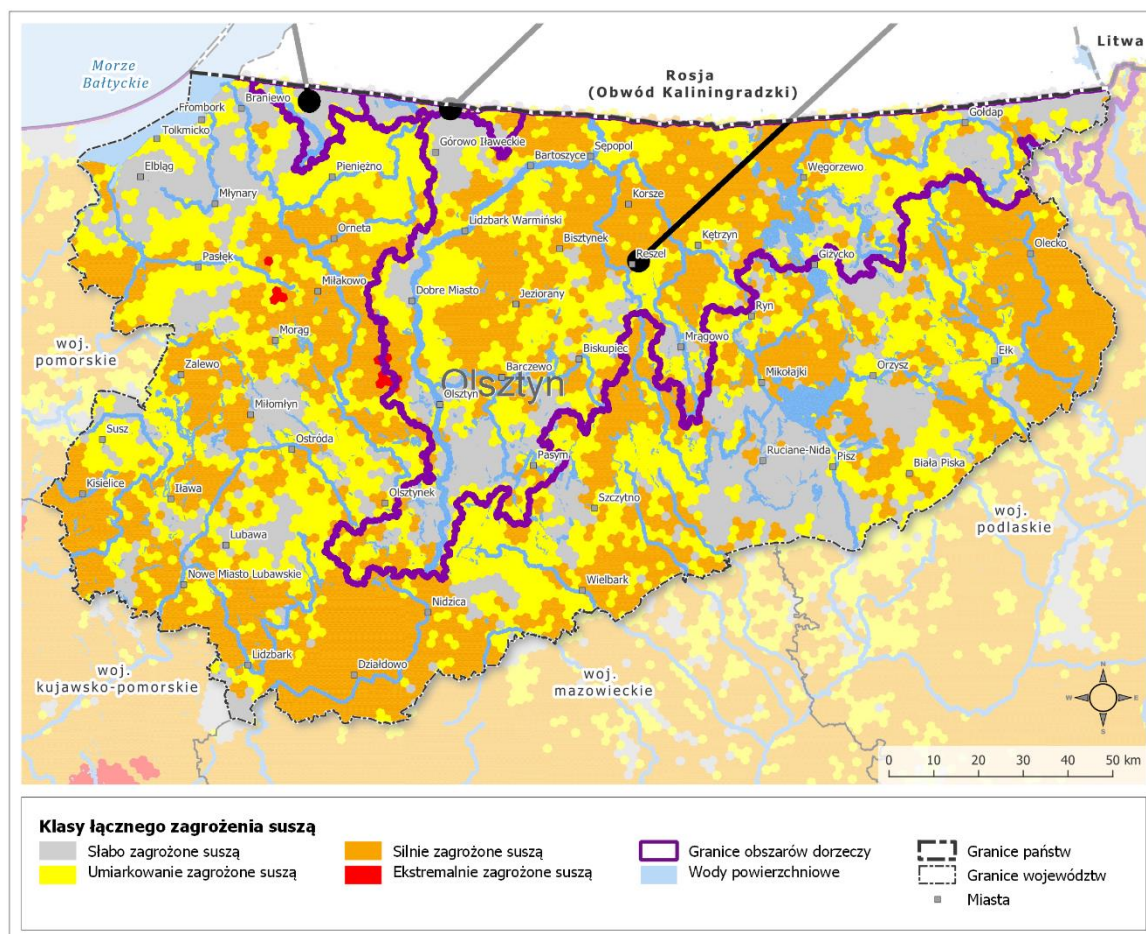 Morze
Bałtyckie
Rosja
(Obwód Kaliningradzki)
Litwa
Frombork
Braniewo
Tolkmicko
Elbląg
Młynary
Pieniężno
Górowo Iławeckie
Bartoszyce
Sępopol
Korsze
Węgorzewo
Gołdap
Lidzbark Warmiński
Orneta
Bisztynek
Reszel
Kętrzyn
Giżycko
Olecko
Pasłęk
Miłakowo
Dobre Miasto
Jeziorany
Ryn
Morąg
Zalewo
Barczewo
Biskupiec
Mrągowo
Mikołajki
Orzysz
Ełk
woj.
pomorskie
Olsztyn
Olsztyn
Miłomłyn
Susz
Ostróda
Pasym
Ruciane-Nida
Pisz
Biała Piska
Kisielice
Iława
Olsztynek
Szczytno
woj.
podlaskie
Lubawa
Nowe Miasto Lubawskie
Nidzica
Wielbark
Lidzbark
Działdowo
woj.
kujawsko-pomorskie
woj.
mazowieckie
N
W
E
S
0 10 20 30 40 50 km
Klasy łącznego zagrożenia suszą
Słabo zagrożone suszą
Umiarkowanie zagrożone suszą
Silnie zagrożone suszą
Ekstremalnie zagrożone suszą
Granice obszarów dorzeczy
Wody powierzchniowe
Granice państw
Granice województw
Miasta